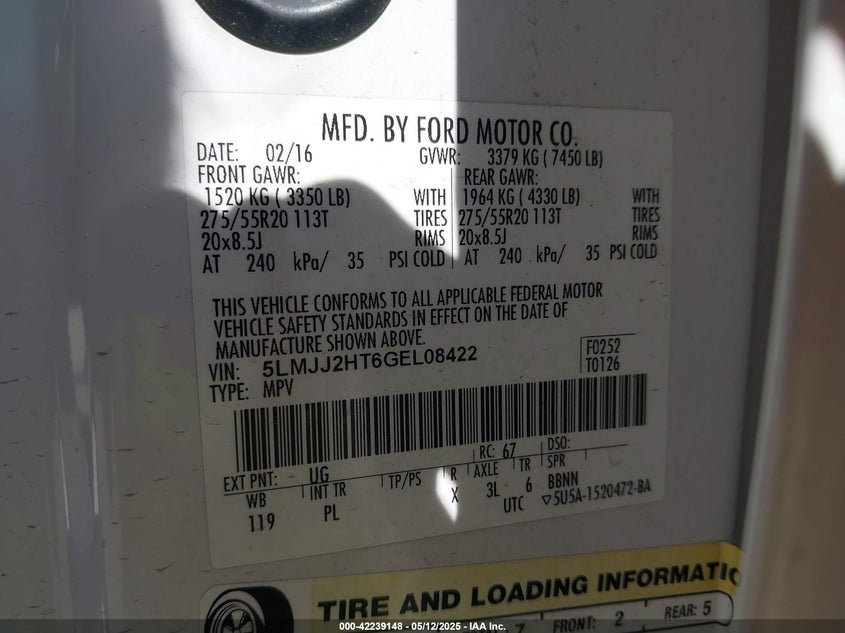 MFD. BY FORD MOTOR CO.
DATE: 02/16 GVWR: 3379 KG ( 7450 LB)
FRONT GAWR: REAR GAWR:
1520 KG ( 3350 LB) WITH 1964 KG ( 4330 LB) WITH
275/55R20 113T TIRES 275/55R20 113T TIRES
20x8.5J RIMS 20x8.5J RIMS
AT 240 kPa/ 35 PSI COLD AT 240 kPa/ 35 PSI COLD
THIS VEHICLE CONFORMS TO ALL APPLICABLE FEDERAL MOTOR
VEHICLE SAFETY STANDARDS IN EFFECT ON THE DATE OF
MANUFACTURE SHOWN ABOVE.
VIN: 5LMJJ2HT6GEL08422 F0252
TYPE: MPV T0126
EXT PNT: UG RC: 67 DSO:
WB INT TR TP/PS R AXLE TR SPR
119 PL X 3L 6 BBNN
UTC ▽5U5A-1520472-BA
TIRE AND LOADING INFORMATIO
7 FRONT: 2 REAR: 5
000-42239148 - 05/12/2025 - IAA Inc.